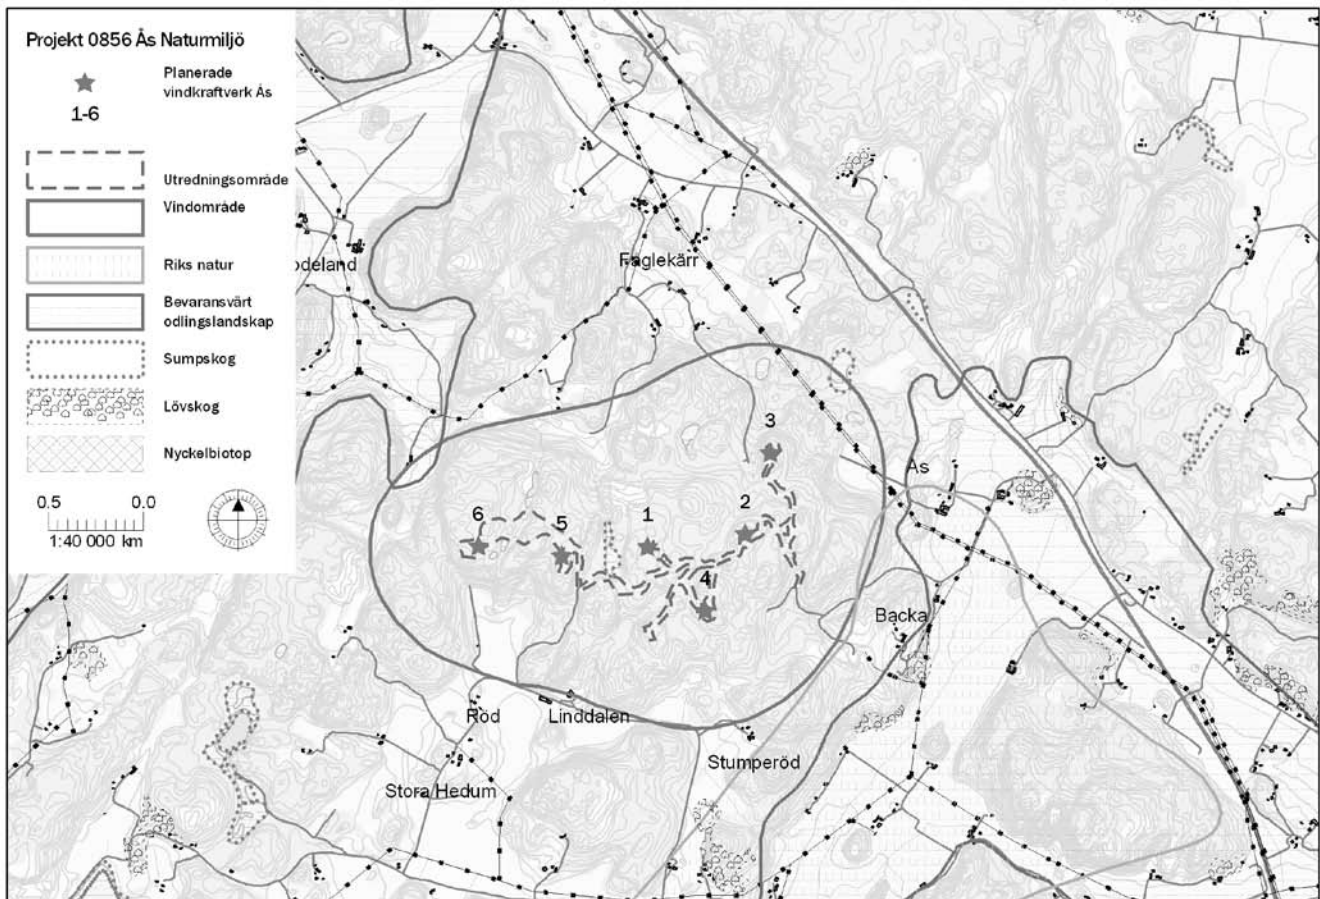 Projekt 0856 Ås Naturmiljö
Planerade
vindkraftverk Ås
1-6
Utredningsområde
Vindområde
Riks natur
Bevaransvärt
odlingslandskap
Sumpskog
Lövskog
Nyckelbiotop
0.5 0.0
1:40 000 km
odeland
Faglekärr
3
Ås
2
1
5
6
4
Backa
Röd
Linddalen
Stumperöd
Stora Hedum